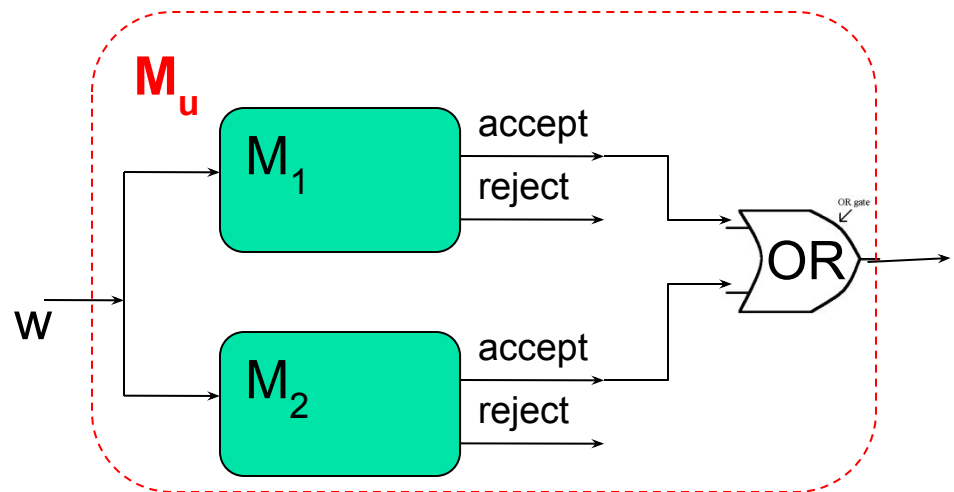 Mu
M1
accept
reject
OR gate
OR
w
M2
accept
reject